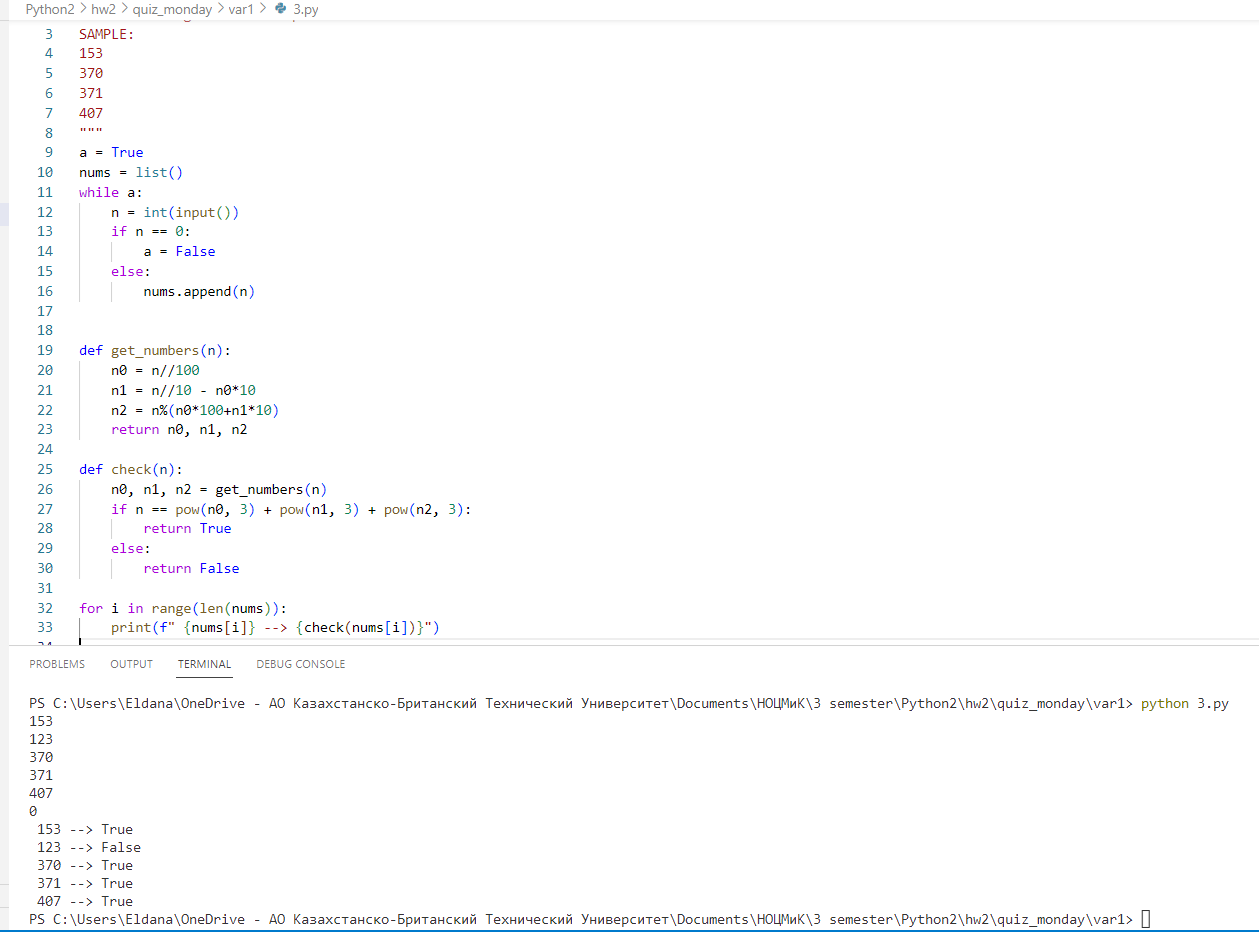 Python2 > hw2 > quiz_monday > var1 > 3.py
3 SAMPLE:
4 153
5 370
6 371
7 407
8 """
9 a = True
10 nums = list()
11 while a:
12     n = int(input())
13     if n == 0:
14         a = False
15     else:
16         nums.append(n)
17
18
19 def get_numbers(n):
20     n0 = n//100
21     n1 = n//10 - n0*10
22     n2 = n%(n0*100+n1*10)
23     return n0, n1, n2
24
25 def check(n):
26     n0, n1, n2 = get_numbers(n)
27     if n == pow(n0, 3) + pow(n1, 3) + pow(n2, 3):
28         return True
29     else:
30         return False
31
32 for i in range(len(nums)):
33     print(f" {nums[i]} --> {check(nums[i])}")
34
PROBLEMS OUTPUT TERMINAL DEBUG CONSOLE
PS C:\Users\Eldana\OneDrive - АО Казахстанско-Британский Технический Университет\Documents\НОЦМиК\3 semester\Python2\hw2\quiz_monday\var1> python 3.py
153
123
370
371
407
0
 153 --> True
 123 --> False
 370 --> True
 371 --> True
 407 --> True
PS C:\Users\Eldana\OneDrive - АО Казахстанско-Британский Технический Университет\Documents\НОЦМиК\3 semester\Python2\hw2\quiz_monday\var1>